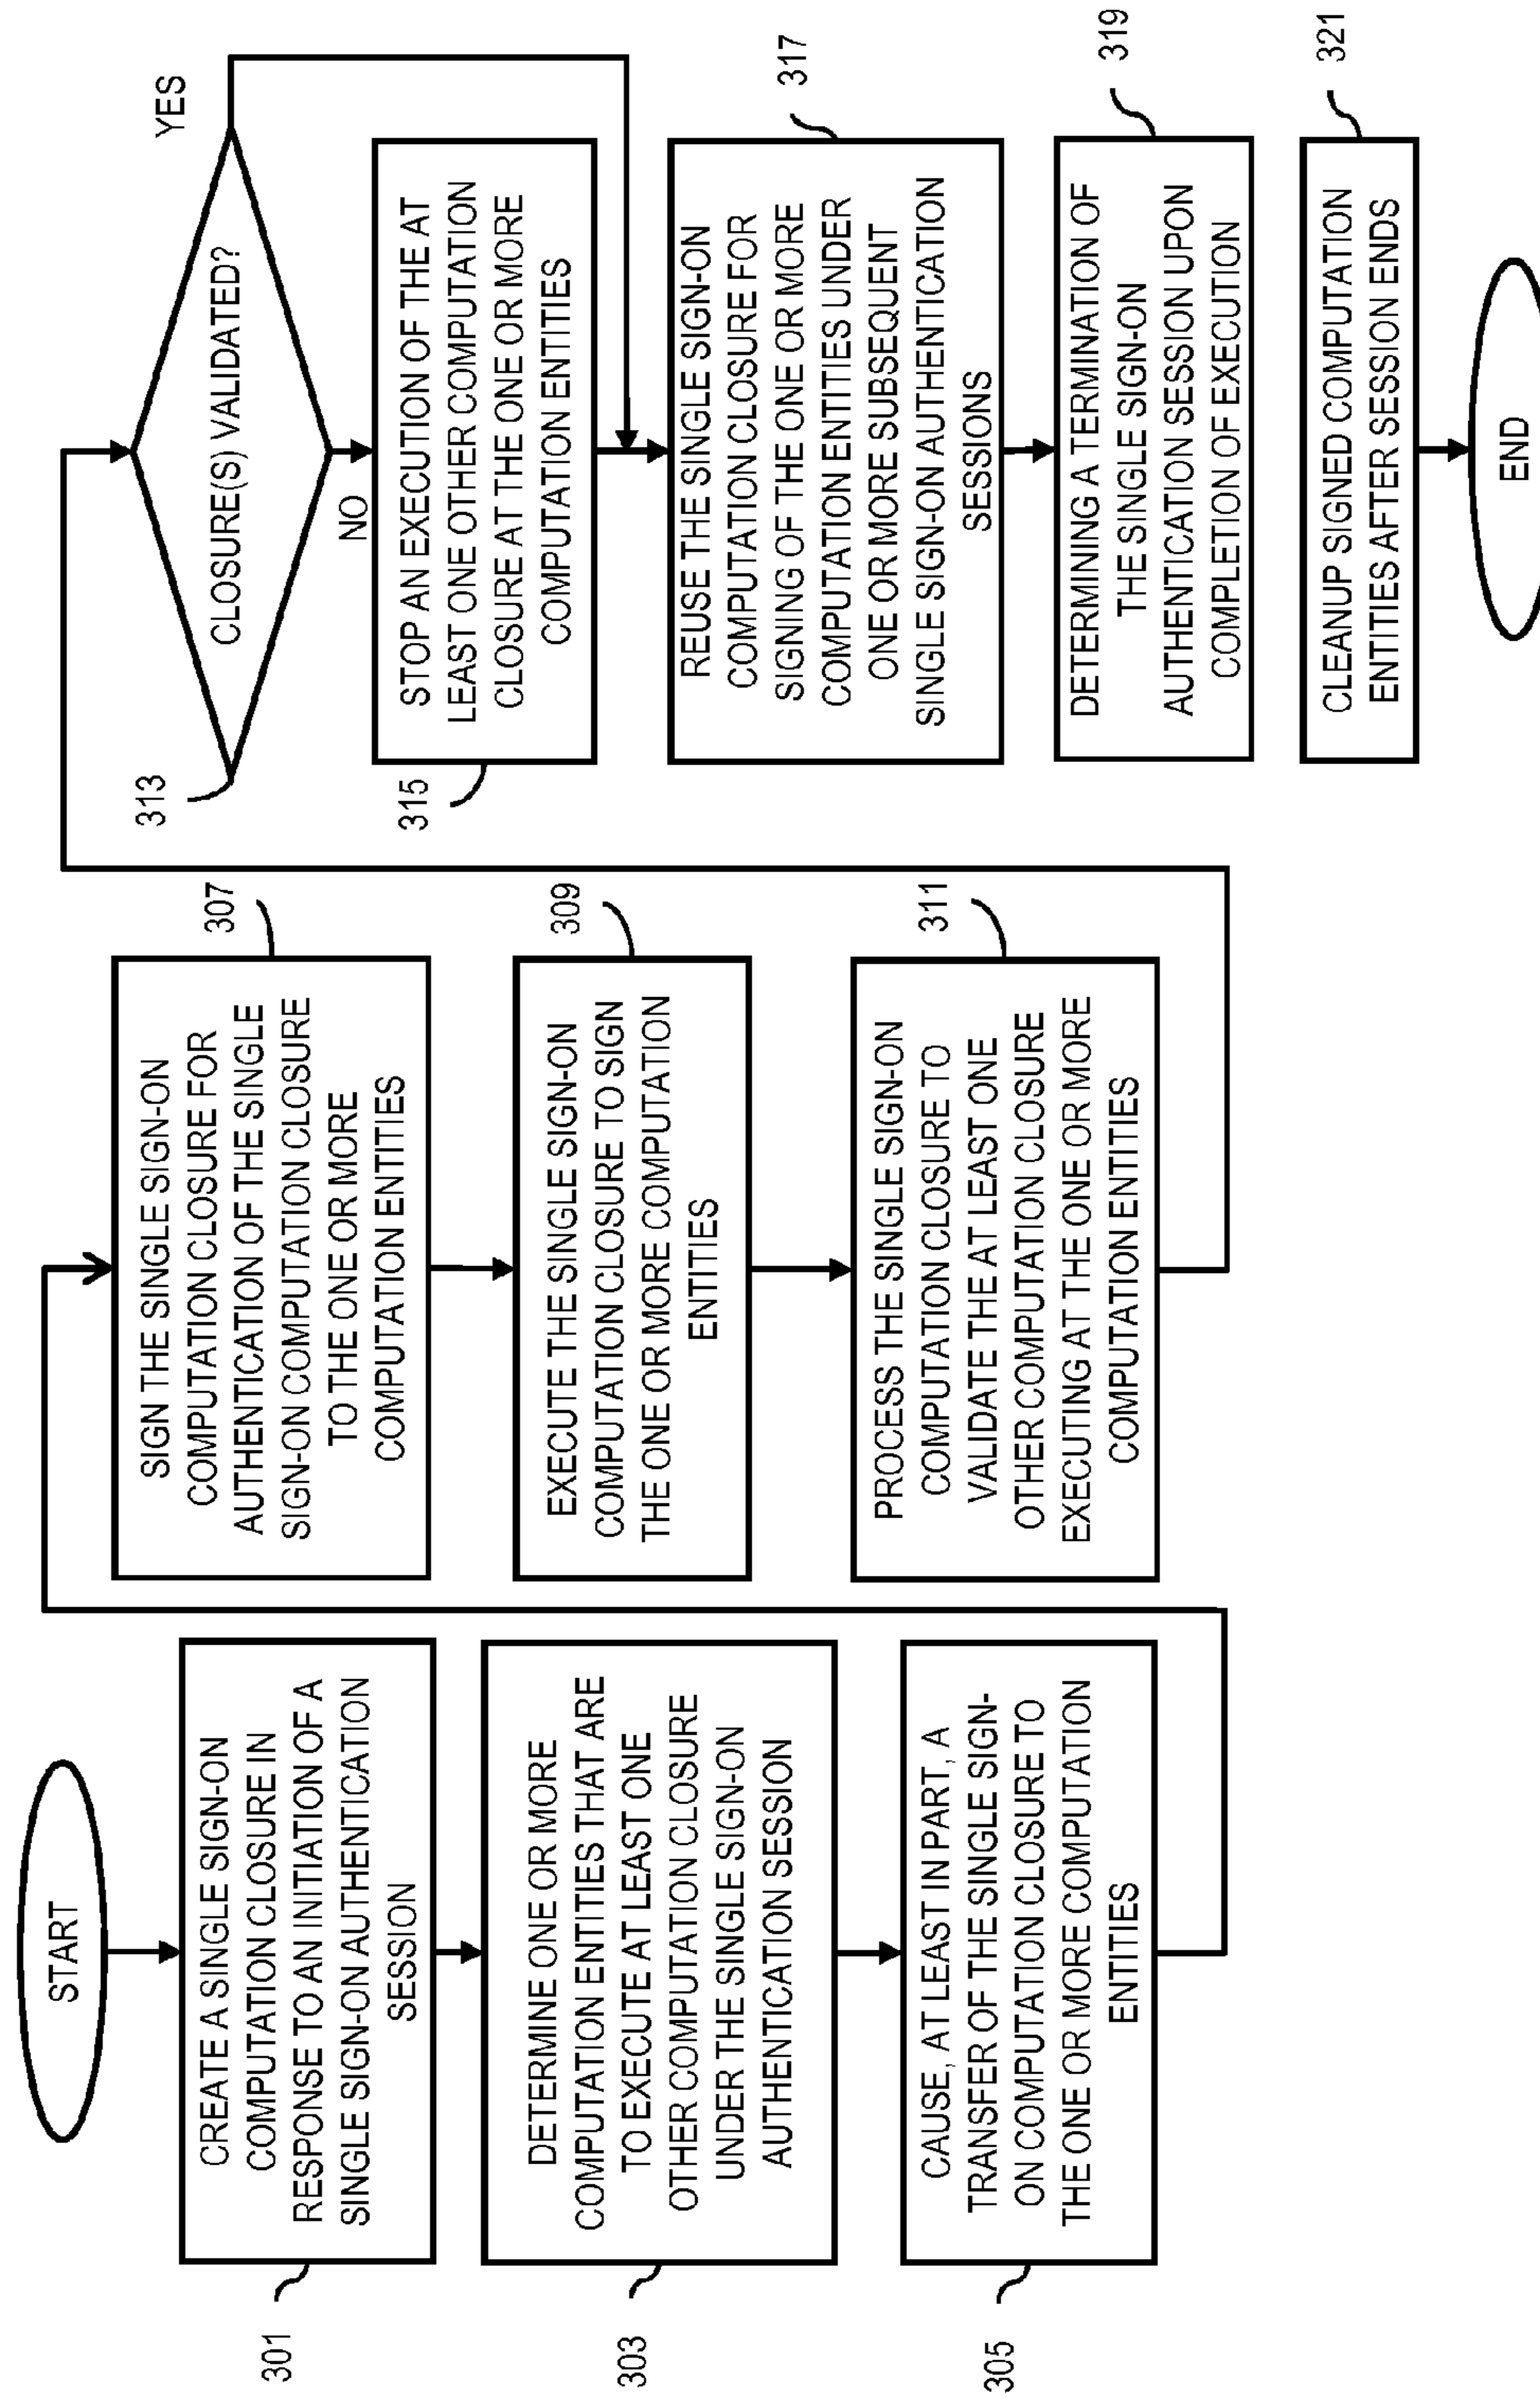 START
CREATE A SINGLE SIGN-ON
COMPUTATION CLOSURE IN
RESPONSE TO AN INITIATION OF A
SINGLE SIGN-ON AUTHENTICATION
SESSION
301
DETERMINE ONE OR MORE
COMPUTATION ENTITIES THAT ARE
TO EXECUTE AT LEAST ONE
OTHER COMPUTATION CLOSURE
UNDER THE SINGLE SIGN-ON
AUTHENTICATION SESSION
303
CAUSE, AT LEAST IN PART, A
TRANSFER OF THE SINGLE SIGN-
ON COMPUTATION CLOSURE TO
THE ONE OR MORE COMPUTATION
ENTITIES
305
SIGN THE SINGLE SIGN-ON
COMPUTATION CLOSURE FOR
AUTHENTICATION OF THE SINGLE
SIGN-ON COMPUTATION CLOSURE
TO THE ONE OR MORE
COMPUTATION ENTITIES
307
EXECUTE THE SINGLE SIGN-ON
COMPUTATION CLOSURE TO SIGN
THE ONE OR MORE COMPUTATION
ENTITIES
309
PROCESS THE SINGLE SIGN-ON
COMPUTATION CLOSURE TO
VALIDATE THE AT LEAST ONE
OTHER COMPUTATION CLOSURE
EXECUTING AT THE ONE OR MORE
COMPUTATION ENTITIES
311
CLOSURE(S) VALIDATED?
313
YES
NO
STOP AN EXECUTION OF THE AT
LEAST ONE OTHER COMPUTATION
CLOSURE AT THE ONE OR MORE
COMPUTATION ENTITIES
315
REUSE THE SINGLE SIGN-ON
COMPUTATION CLOSURE FOR
SIGNING OF THE ONE OR MORE
COMPUTATION ENTITIES UNDER
ONE OR MORE SUBSEQUENT
SINGLE SIGN-ON AUTHENTICATION
SESSIONS
317
DETERMINING A TERMINATION OF
THE SINGLE SIGN-ON
AUTHENTICATION SESSION UPON
COMPLETION OF EXECUTION
319
CLEANUP SIGNED COMPUTATION
ENTITIES AFTER SESSION ENDS
321
END